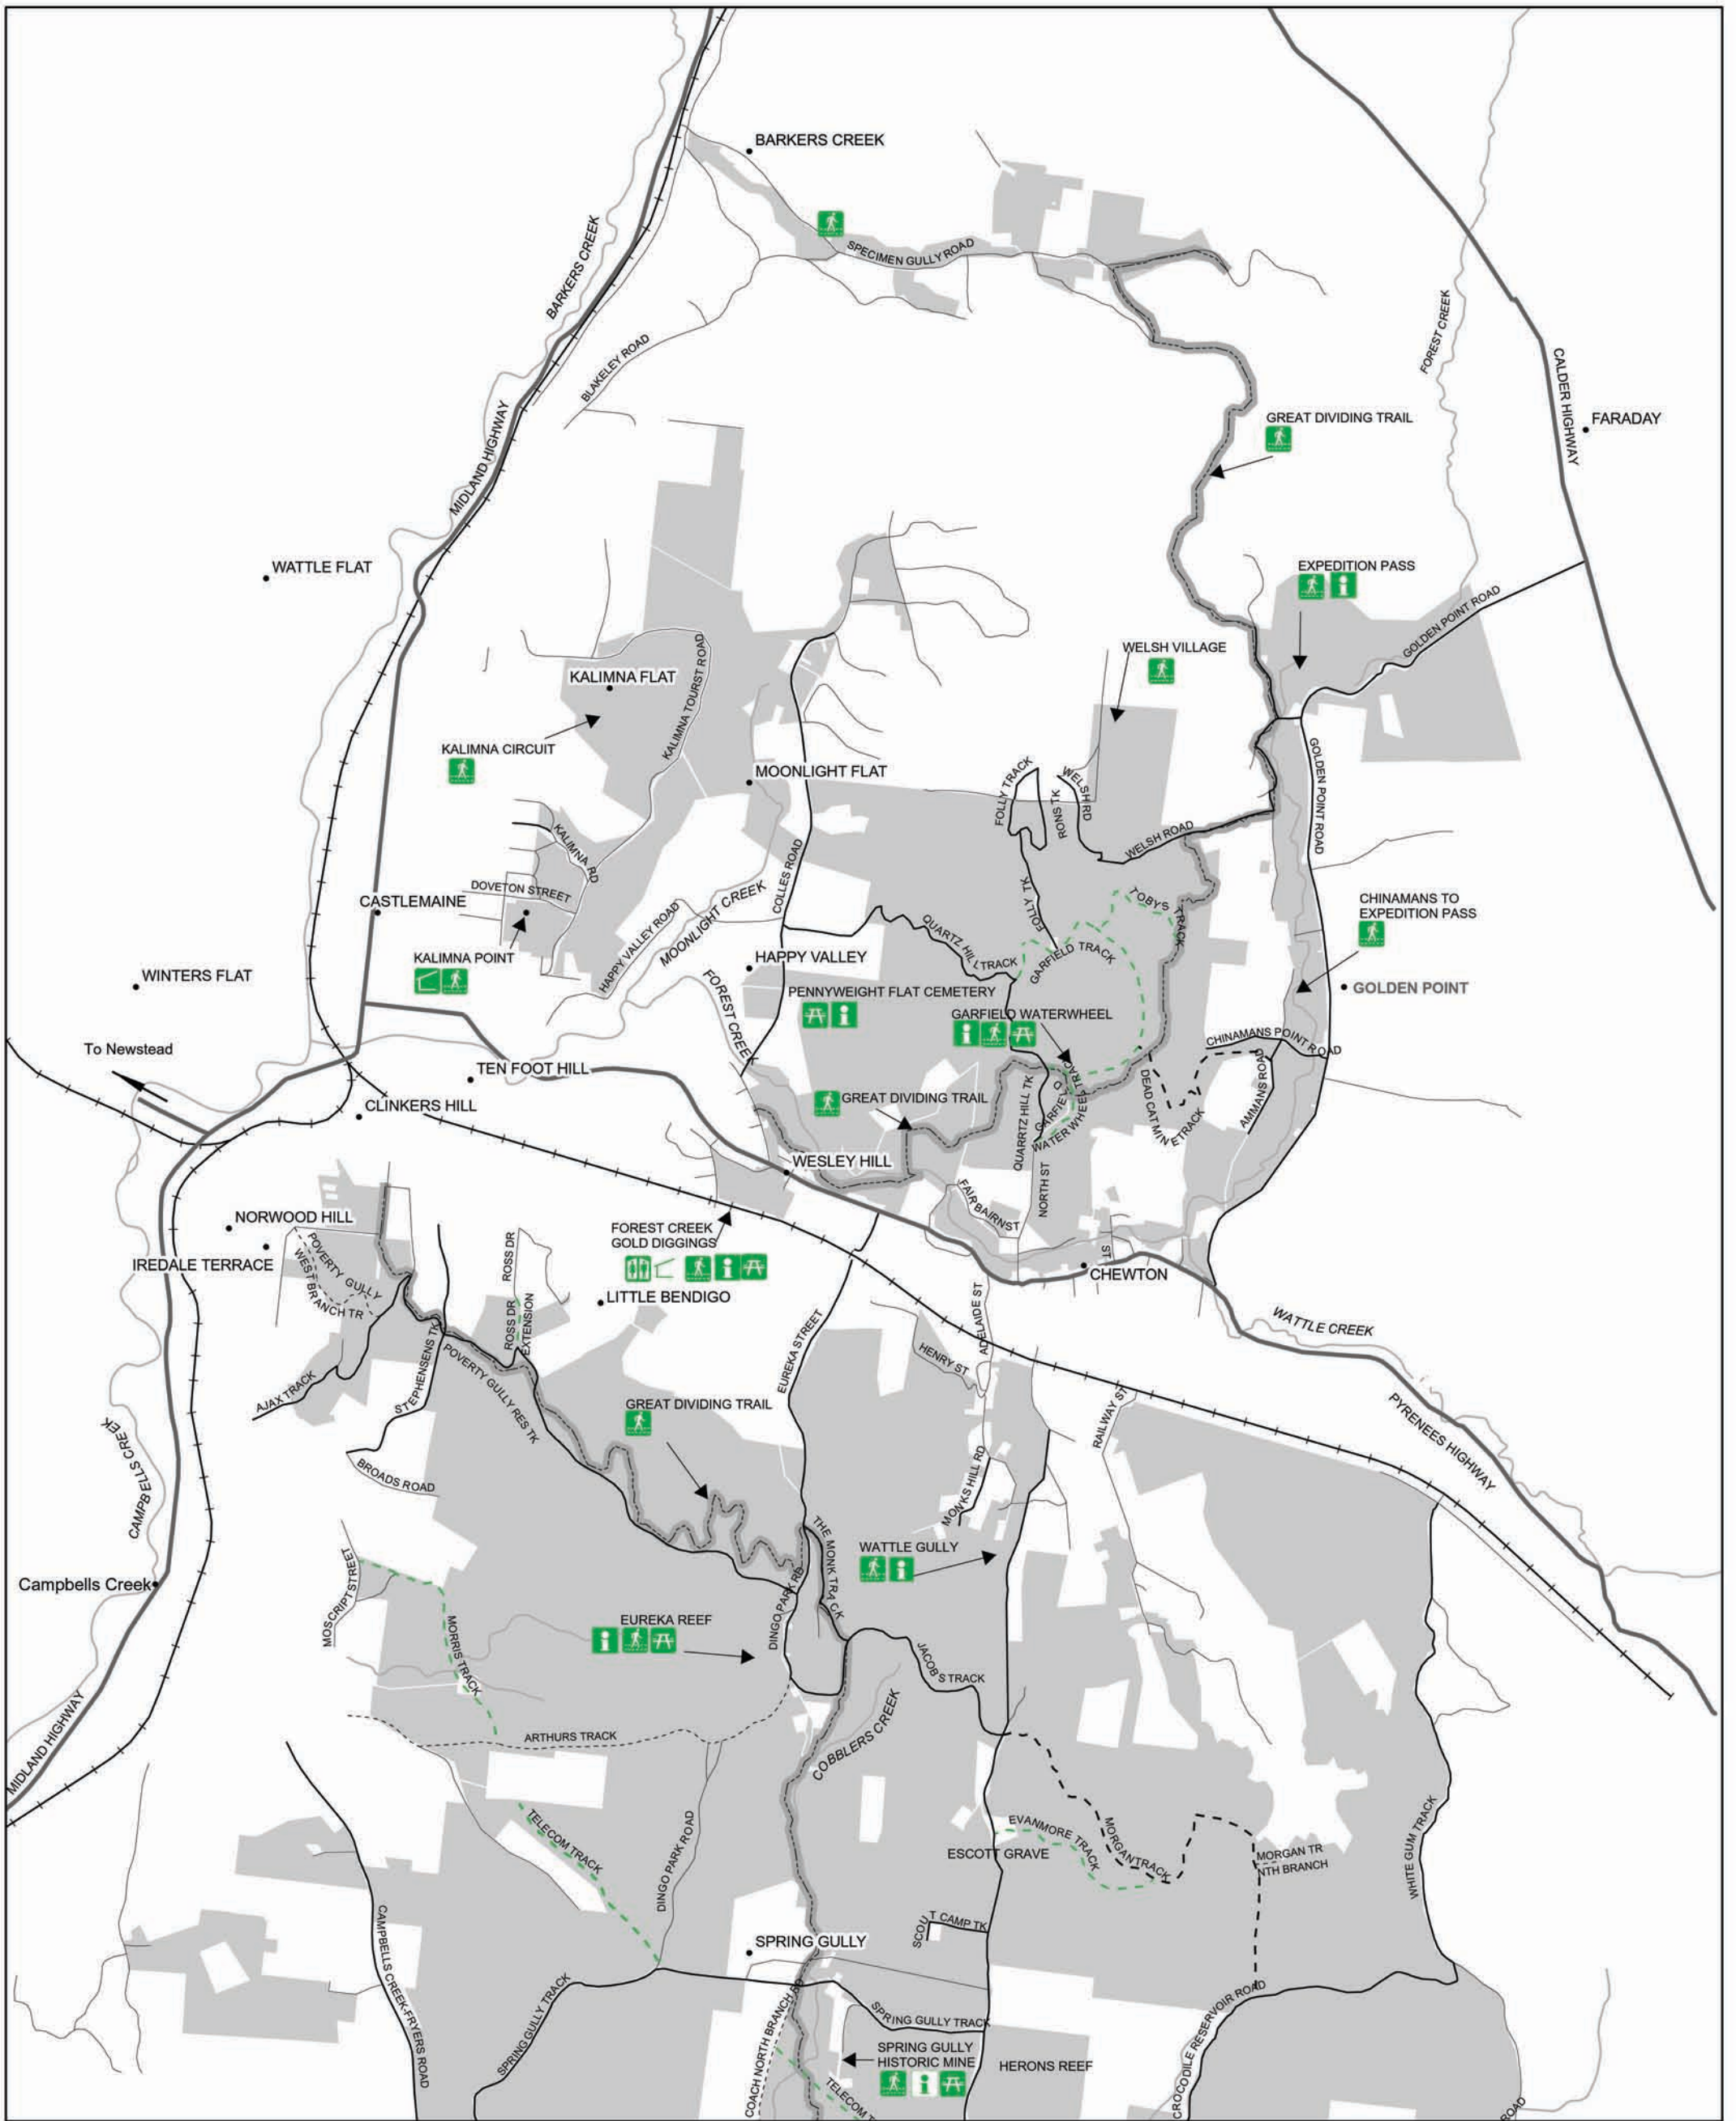 BARKERS CREEK
BARKERS CREEK
SPECIMEN GULLY ROAD
BLAKELEY ROAD
FOREST CREEK
CALDER HIGHWAY
FARADAY
GREAT DIVIDING TRAIL
MIDLAND HIGHWAY
WATTLE FLAT
EXPEDITION PASS
GOLDEN POINT ROAD
WELSH VILLAGE
KALIMNA FLAT
KALIMNA TOURST ROAD
KALIMNA CIRCUIT
MOONLIGHT FLAT
FOLLY TRACK
RONS TK
WELSH RD
GOLDEN POINT ROAD
WELSH ROAD
KALIMNA RD
DOVETON STREET
COLLES ROAD
CASTLEMAINE
FOLLY TK
TOBYS TRACK
CHINAMANS TO
EXPEDITION PASS
HAPPY VALLEY ROAD
MOONLIGHT CREEK
QUARTZ HILL TRACK
GARFIELD TRACK
KALIMNA POINT
HAPPY VALLEY
WINTERS FLAT
FOREST CREEK
PENNYWEIGHT FLAT CEMETERY
GOLDEN POINT
GARFIELD WATERWHEEL
CHINAMANS POINT ROAD
To Newstead
TEN FOOT HILL
CLINKERS HILL
GREAT DIVIDING TRAIL
QUARRTZ HILL TK
GARFIELD
WATER WHEEL TRACK
DEAD CAT MINETRACK
AMMANS ROAD
WESLEY HILL
NORTH ST
FAIRBAIRNST
NORWOOD HILL
IREDALE TERRACE
POVERTY GULLY
WEST BRANCH TR
ROSS DR
FOREST CREEK
GOLD DIGGINGS
ST
CHEWTON
LITTLE BENDIGO
ROSS DR
EXTENSION
WATTLE CREEK
ADELAIDE ST
EUREKA STREET
STEPHENSENS TK
POVERTY GULLY RES TK
HENRY ST
AJAX TRACK
GREAT DIVIDING TRAIL
RAILWAY ST
PYRENEES HIGHWAY
CAMPBELLS CREEK
BROADS ROAD
MONKS HILL RD
THE MONK TRACK
WATTLE GULLY
Campbells Creek
MOSCRIPTSTREET
DINGO PARK RD
EUREKA REEF
MORRIS TRACK
JACOB'S TRACK
MIDLAND HIGHWAY
COBBLERS CREEK
ARTHURS TRACK
TELECOM TRACK
DINGO PARK ROAD
EVANMORE TRACK
MORGANTRACK
ESCOTT GRAVE
MORGAN TR
NTH BRANCH
WHITE GUM TRACK
CAMPBELLS CREEK-FRYERS ROAD
SCOUT CAMP TK
SPRING GULLY
SPRING GULLY TRACK
COACH NORTH BRANCH RD
SPRING GULLY TRACK
SPRING GULLY
HISTORIC MINE
HERONS REEF
CROCODILE RESERVOIR ROAD
TELECOM T
ROAD